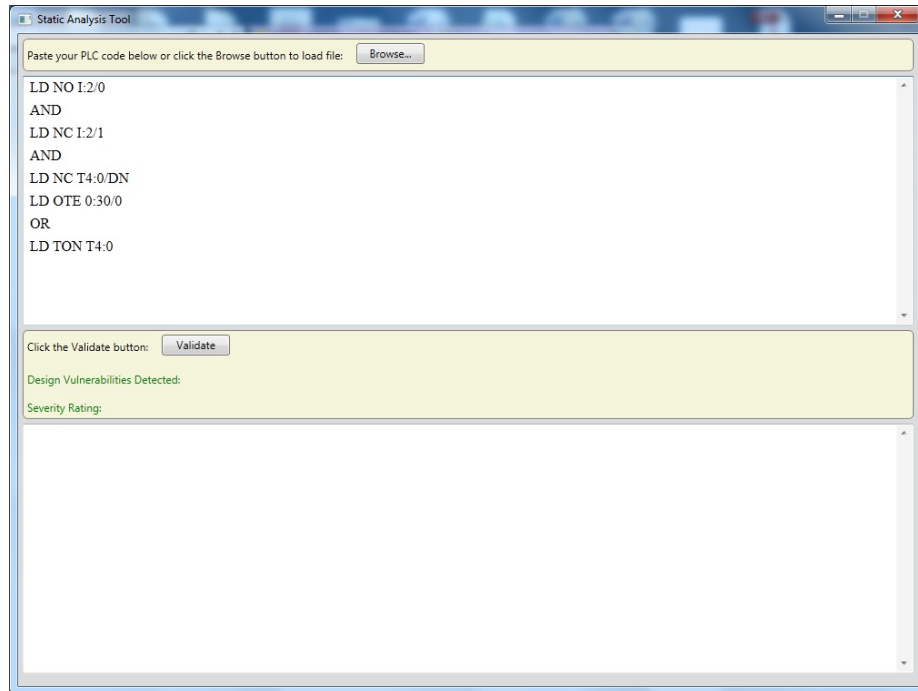 Static Analysis Tool
Paste your PLC code below or click the Browse button to load file: Browse...
LD NO I:2/0
AND
LD NC I:2/1
AND
LD NC T4:0/DN
LD OTE 0:30/0
OR
LD TON T4:0
Click the Validate button: Validate
Design Vulnerabilities Detected:
Severity Rating: